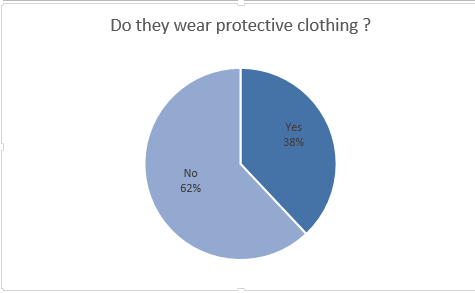 Do they wear protective clothing ?
Yes
38%
No
62%